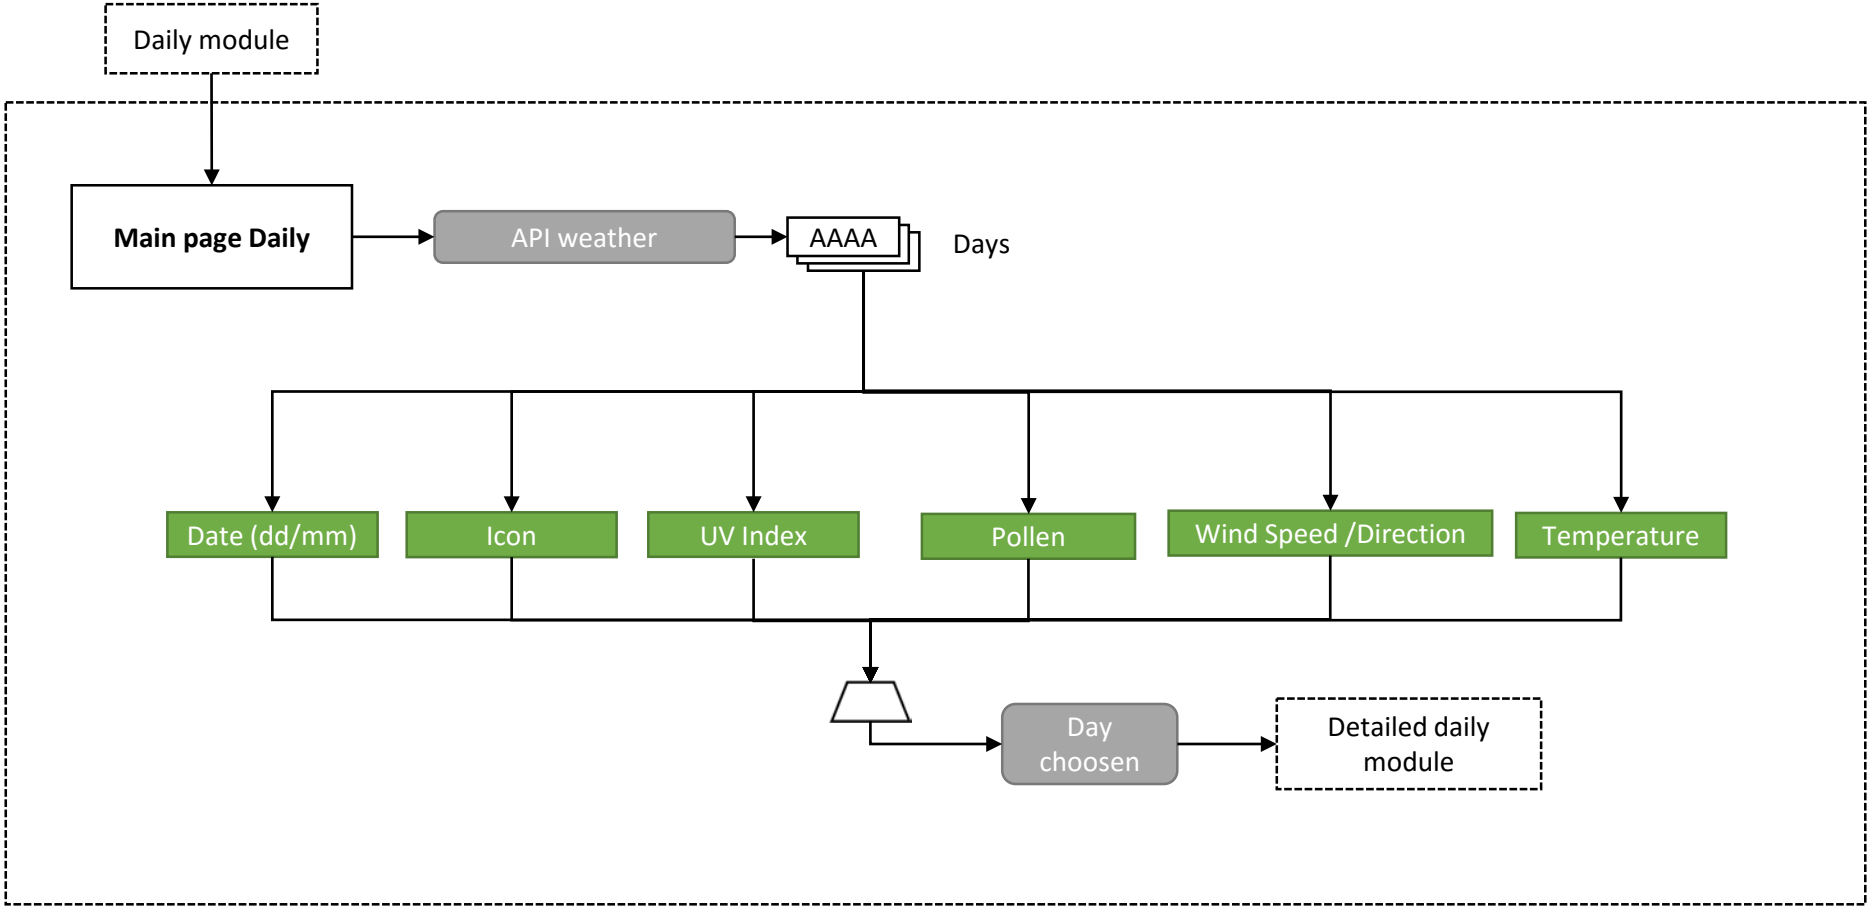 Daily module
Main page Daily
API weather
AAAA
Days
Date (dd/mm)
Icon
UV Index
Pollen
Wind Speed /Direction
Temperature
Day
choosen
Detailed daily
module